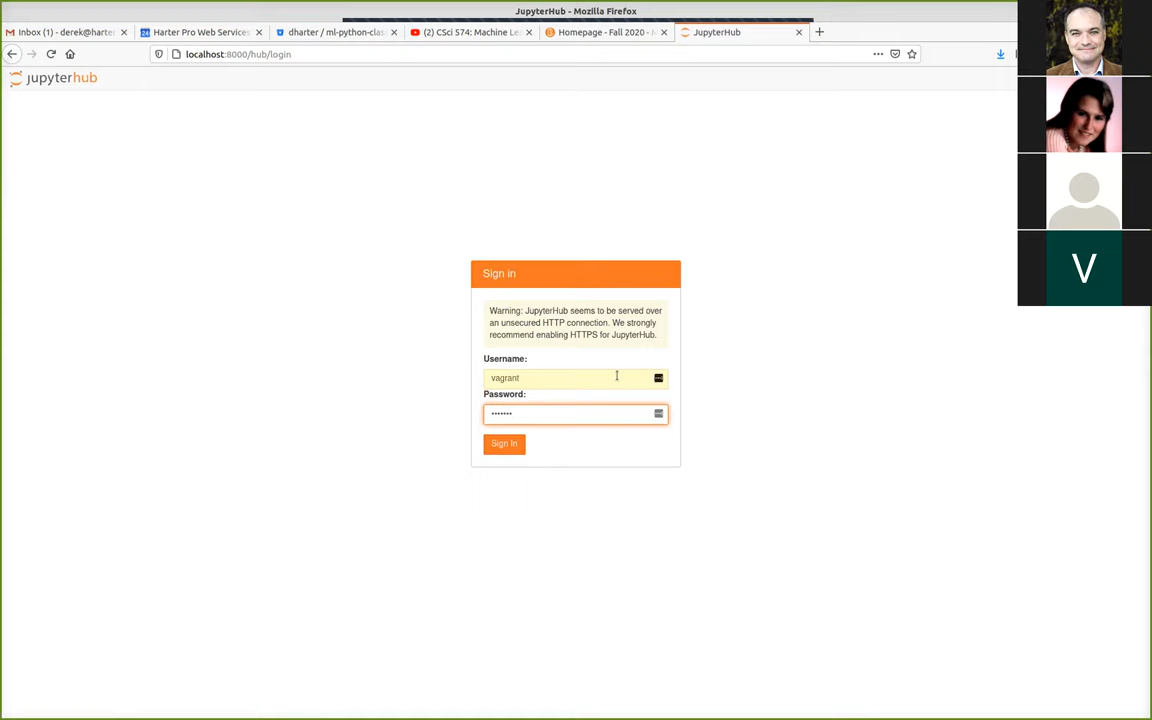 JupyterHub - Mozilla Firefox
Inbox (1) - derek@harter
Harter Pro Web Services
dharter / ml-python-clas
(2) CSci 574: Machine Le
Homepage - Fall 2020 -
JupyterHub
localhost:8000/hub/login
jupyterhub
Sign in
Warning: JupyterHub seems to be served over
an unsecured HTTP connection. We strongly
recommend enabling HTTPS for JupyterHub.
Username:
vagrant
Password:
•••••••
Sign In
V